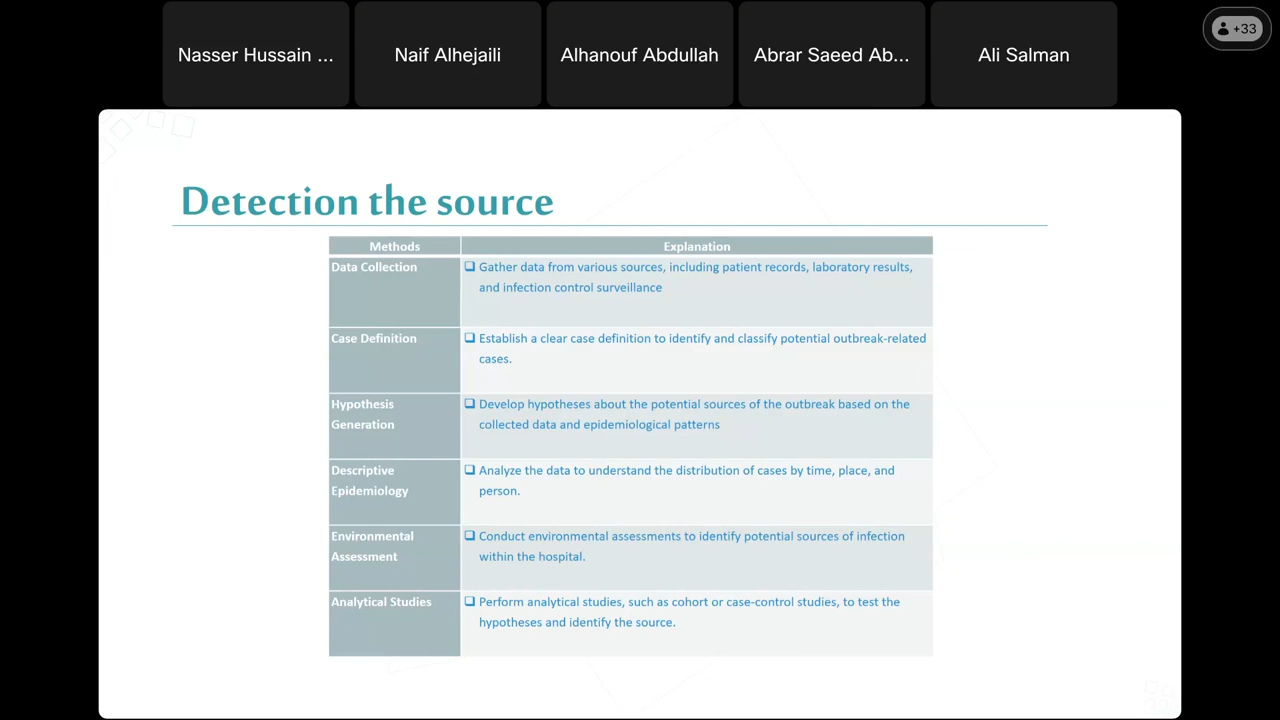 Nasser Hussain ...
Naif Alhejaili
Alhanouf Abdullah
Abrar Saeed Ab...
Ali Salman
+33
Detection the source
Methods
Explanation
Data Collection
Gather data from various sources, including patient records, laboratory results,
and infection control surveillance
Case Definition
Establish a clear case definition to identify and classify potential outbreak-related
cases.
Hypothesis
Generation
Develop hypotheses about the potential sources of the outbreak based on the
collected data and epidemiological patterns
Descriptive
Epidemiology
Analyze the data to understand the distribution of cases by time, place, and
person.
Environmental
Assessment
Conduct environmental assessments to identify potential sources of infection
within the hospital.
Analytical Studies
Perform analytical studies, such as cohort or case-control studies, to test the
hypotheses and identify the source.